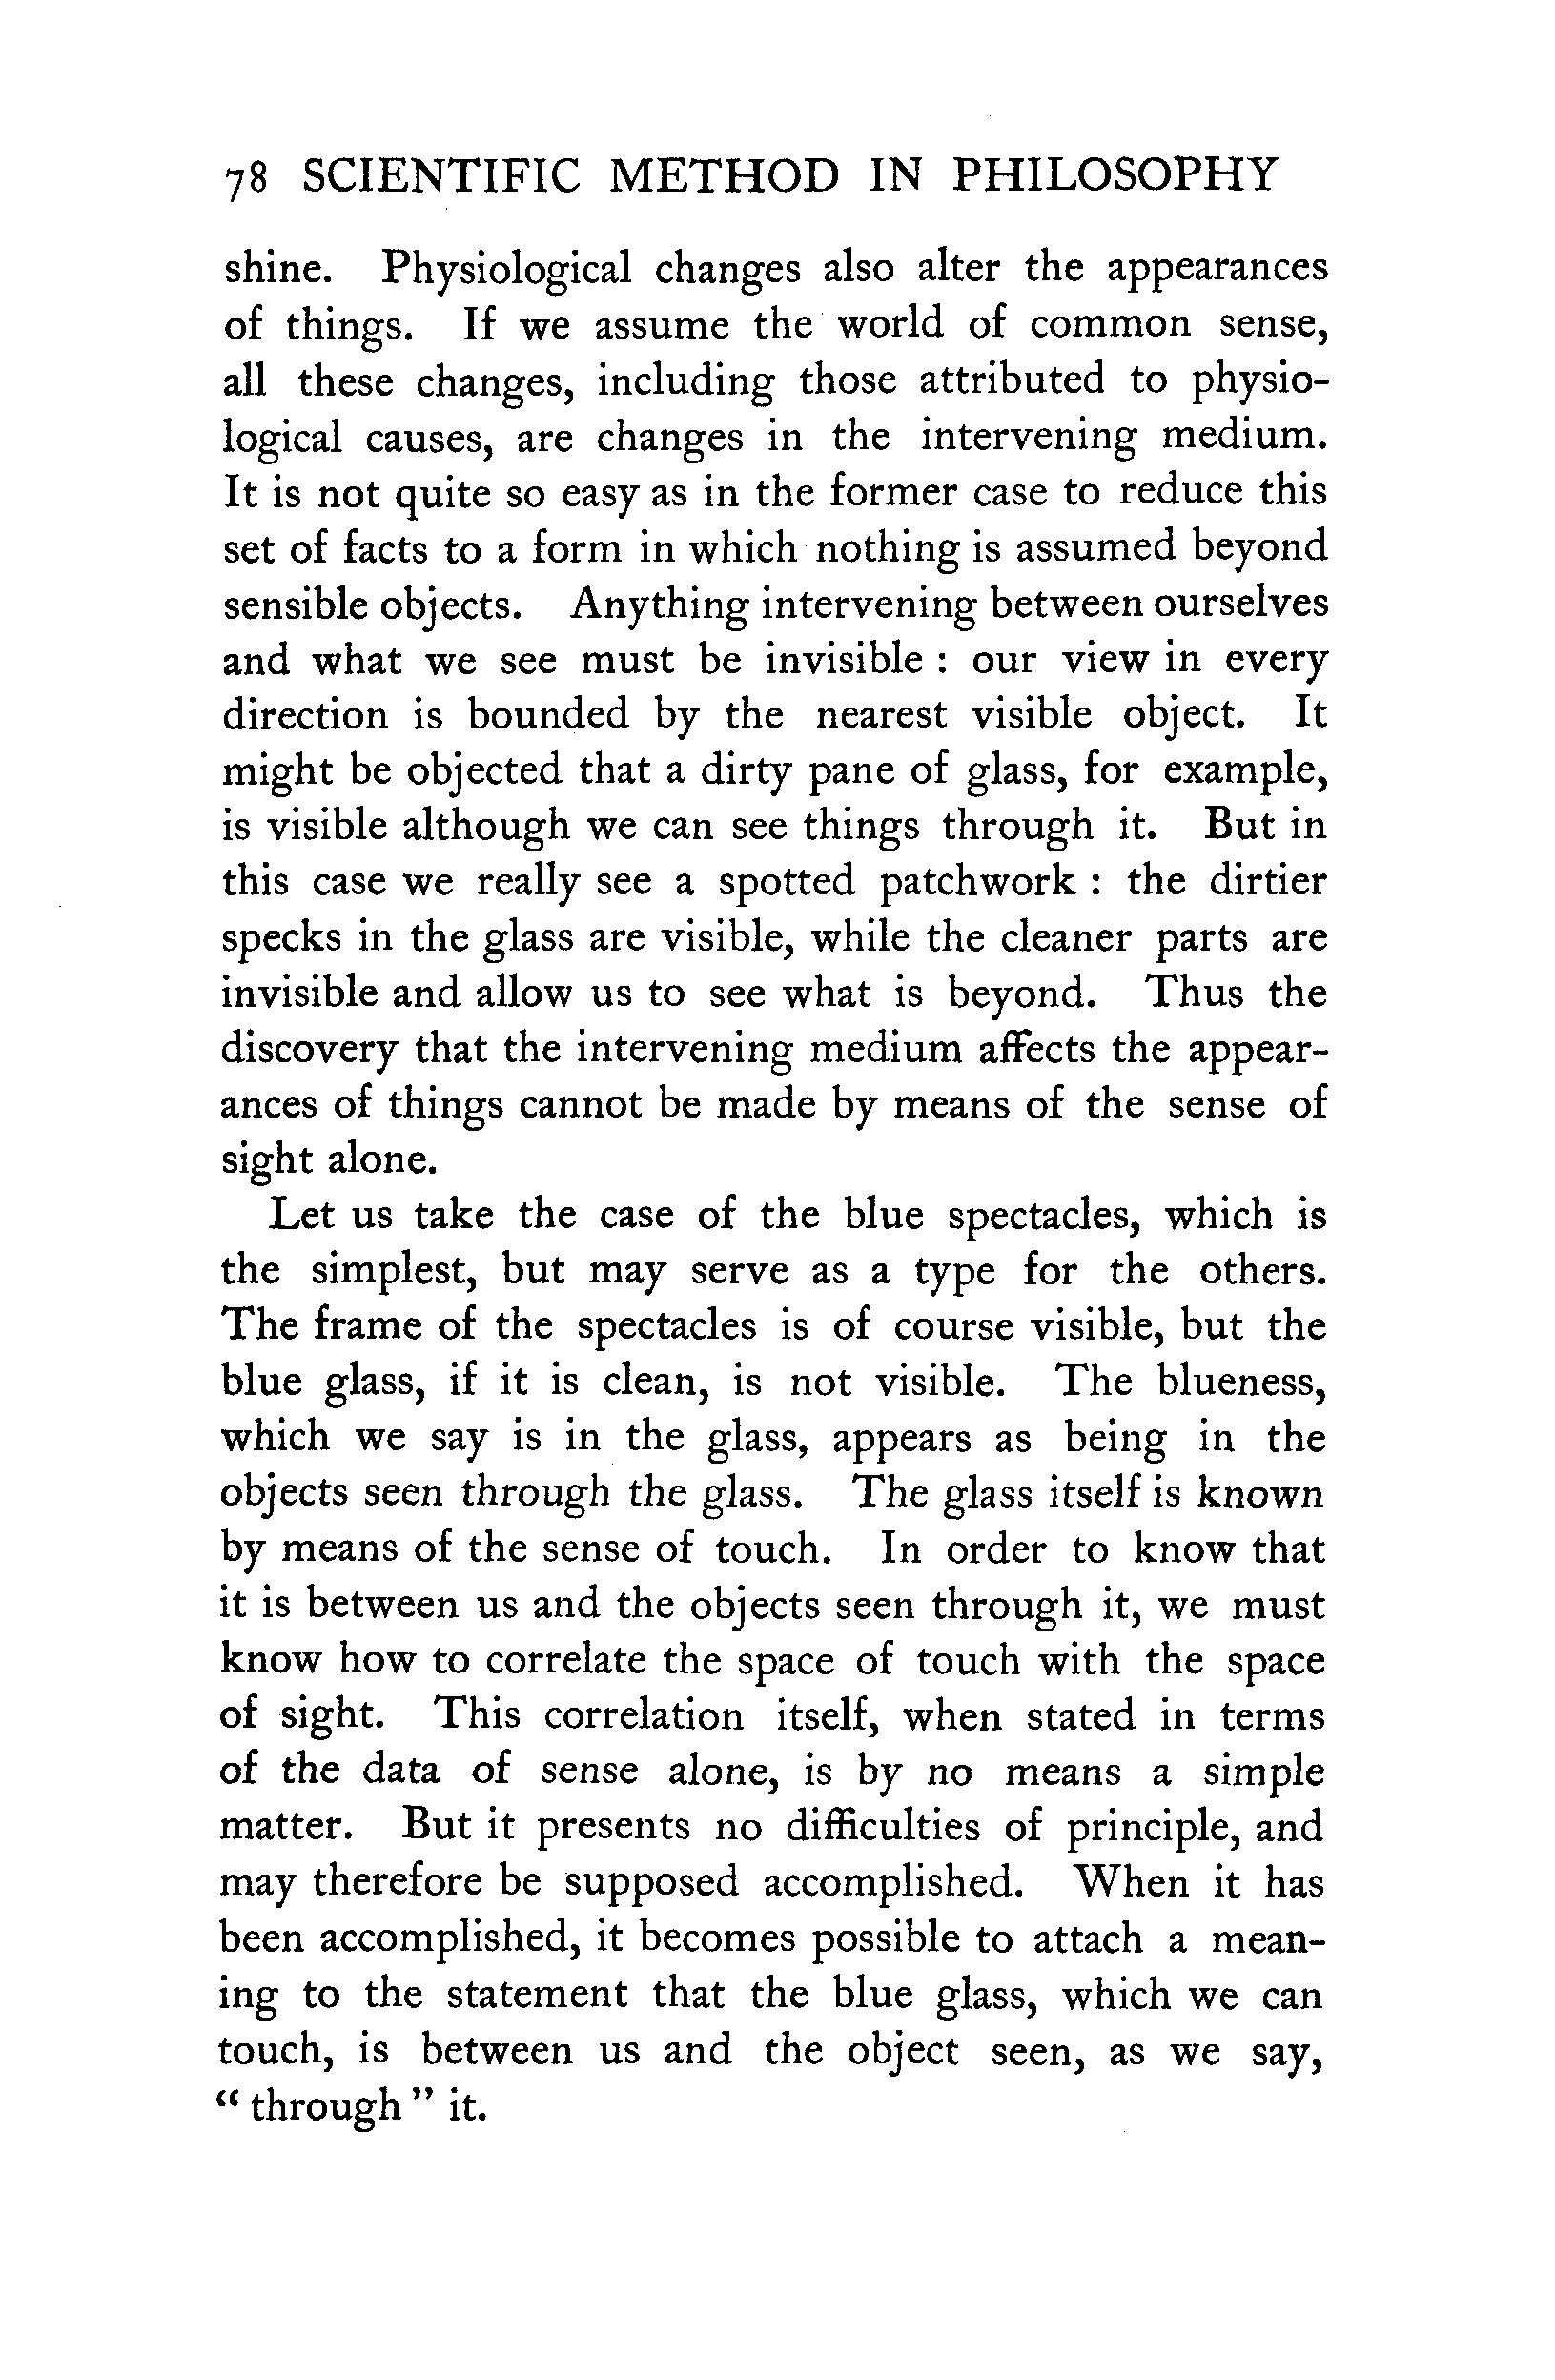 78 SCIENTIFIC METHOD IN PHILOSOPHY
shine. Physiological changes also alter the appearances
of things. If we assume the world of common sense,
all these changes, including those attributed to physio-
logical causes, are changes in the intervening medium.
It is not quite so easy as in the former case to reduce this
set of facts to a form in which nothing is assumed beyond
sensible objects. Anything intervening between ourselves
and what we see must be invisible : our view in every
direction is bounded by the nearest visible object. It
might be objected that a dirty pane of glass, for example,
is visible although we can see things through it. But in
this case we really see a spotted patchwork : the dirtier
specks in the glass are visible, while the cleaner parts are
invisible and allow us to see what is beyond. Thus the
discovery that the intervening medium affects the appear-
ances of things cannot be made by means of the sense of
sight alone.
Let us take the case of the blue spectacles, which is
the simplest, but may serve as a type for the others.
The frame of the spectacles is of course visible, but the
blue glass, if it is clean, is not visible. The blueness,
which we say is in the glass, appears as being in the
objects seen through the glass. The glass itself is known
by means of the sense of touch. In order to know that
it is between us and the objects seen through it, we must
know how to correlate the space of touch with the space
of sight. This correlation itself, when stated in terms
of the data of sense alone, is by no means a simple
matter. But it presents no difficulties of principle, and
may therefore be supposed accomplished. When it has
been accomplished, it becomes possible to attach a mean-
ing to the statement that the blue glass, which we can
touch, is between us and the object seen, as we say,
“ through ” it.